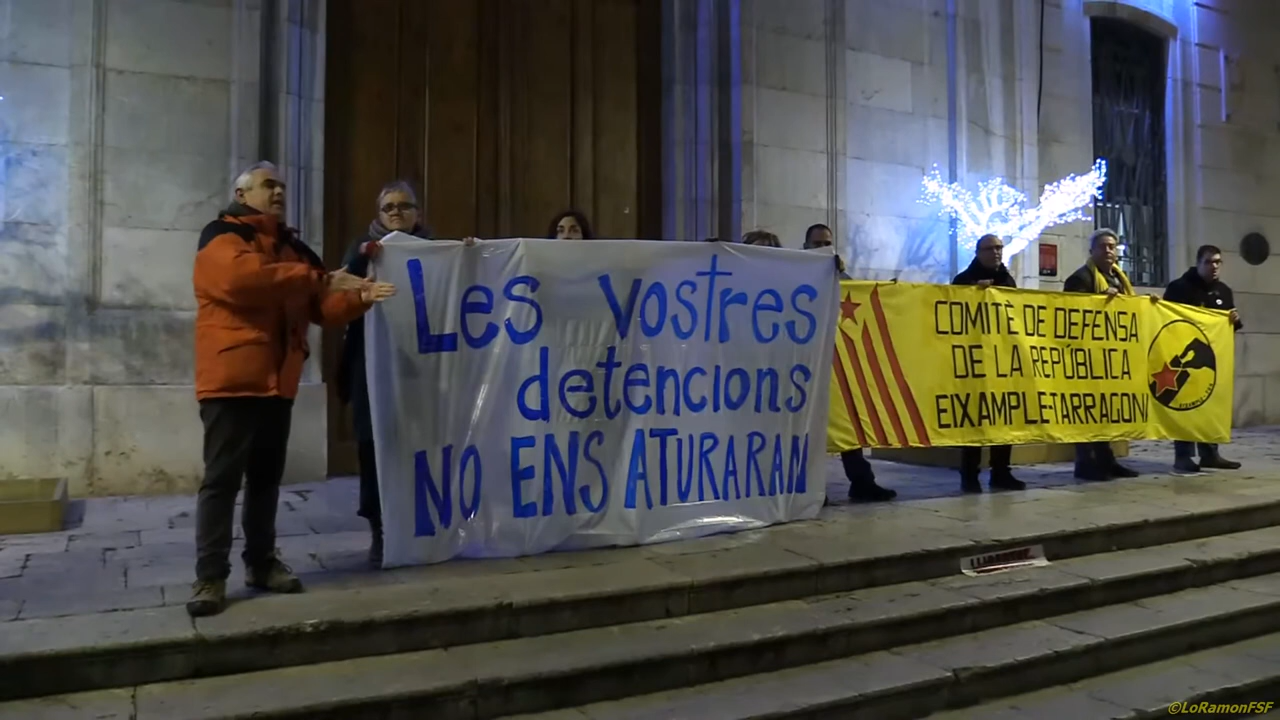 Les vostres
detencions
NO ENS ATURARAN
COMITÈ DE DEFENSA
DE LA REPÚBLICA
EIXAMPLE-TARRAGONA
©LoRamonFSF